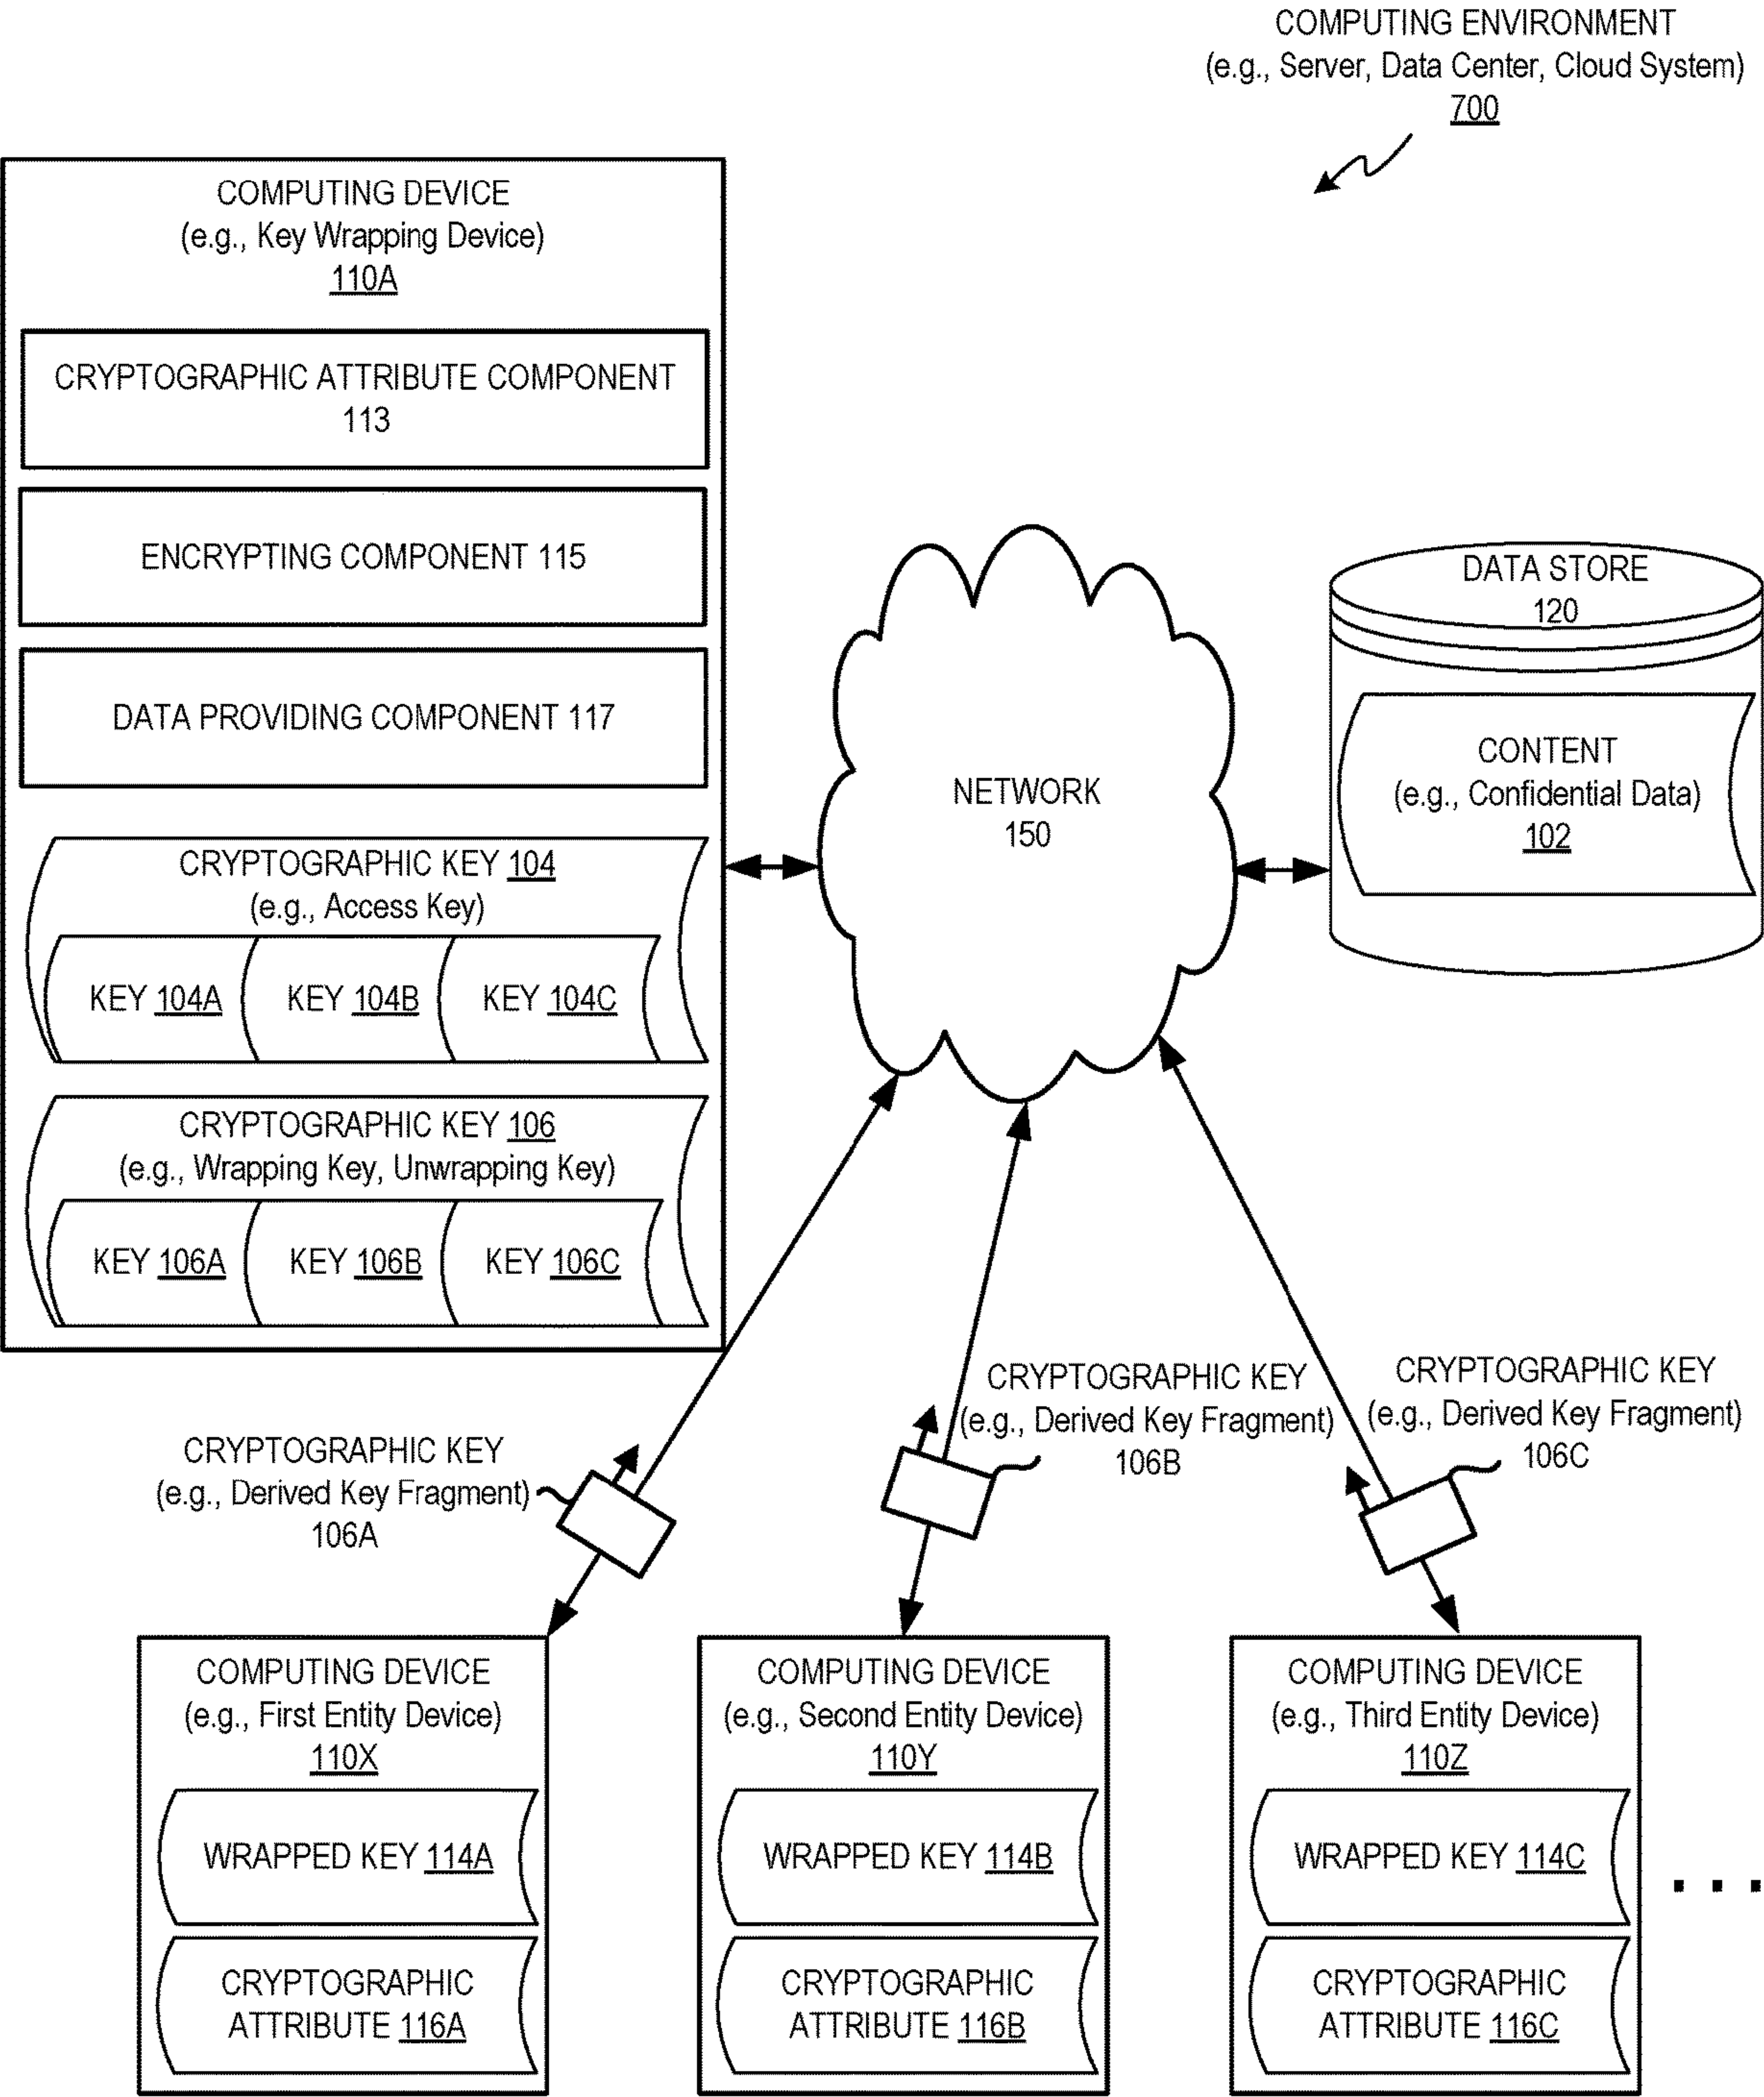 COMPUTING ENVIRONMENT
(e.g., Server, Data Center, Cloud System)
700
COMPUTING DEVICE
(e.g., Key Wrapping Device)
110A
CRYPTOGRAPHIC ATTRIBUTE COMPONENT
113
ENCRYPTING COMPONENT 115
DATA PROVIDING COMPONENT 117
CRYPTOGRAPHIC KEY 104
(e.g., Access Key)
KEY 104A
KEY 104B
KEY 104C
CRYPTOGRAPHIC KEY 106
(e.g., Wrapping Key, Unwrapping Key)
KEY 106A
KEY 106B
KEY 106C
NETWORK
150
DATA STORE
120
CONTENT
(e.g., Confidential Data)
102
CRYPTOGRAPHIC KEY
(e.g., Derived Key Fragment)
106A
CRYPTOGRAPHIC KEY
(e.g., Derived Key Fragment)
106B
CRYPTOGRAPHIC KEY
(e.g., Derived Key Fragment)
106C
COMPUTING DEVICE
(e.g., First Entity Device)
110X
WRAPPED KEY 114A
CRYPTOGRAPHIC
ATTRIBUTE 116A
COMPUTING DEVICE
(e.g., Second Entity Device)
110Y
WRAPPED KEY 114B
CRYPTOGRAPHIC
ATTRIBUTE 116B
COMPUTING DEVICE
(e.g., Third Entity Device)
110Z
WRAPPED KEY 114C
CRYPTOGRAPHIC
ATTRIBUTE 116C
. . .